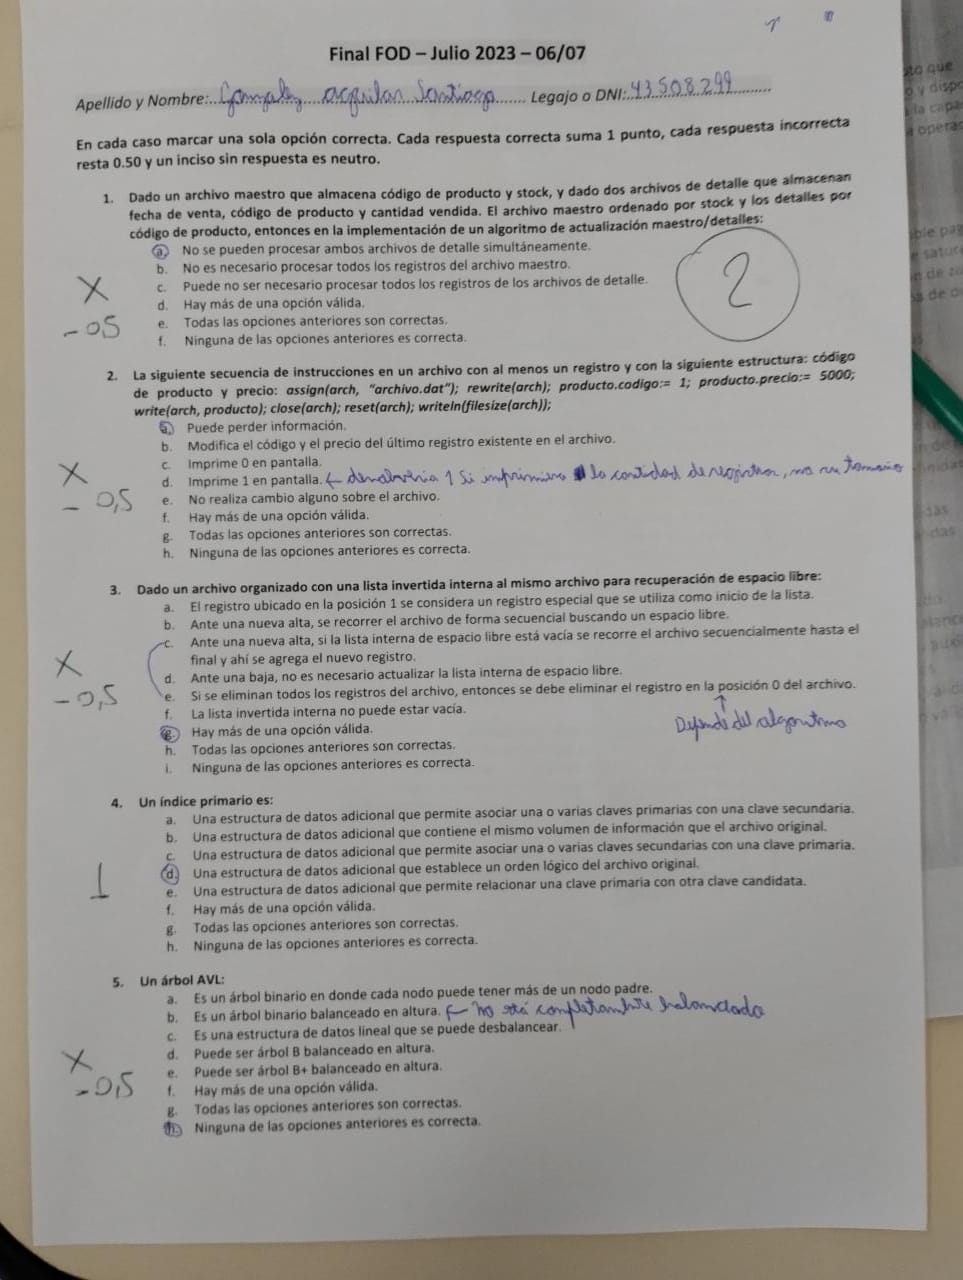 Final FOD – Julio 2023 – 06/07
Apellido y Nombre: Gonzalez aguilar Santiago Legajo o DNI: 43508299
En cada caso marcar una sola opción correcta. Cada respuesta correcta suma 1 punto, cada respuesta incorrecta
resta 0.50 y un inciso sin respuesta es neutro.
1. Dado un archivo maestro que almacena código de producto y stock, y dado dos archivos de detalle que almacenan
fecha de venta, código de producto y cantidad vendida. El archivo maestro ordenado por stock y los detalles por
código de producto, entonces en la implementación de un algoritmo de actualización maestro/detalles:
a. No se pueden procesar ambos archivos de detalle simultáneamente.
b. No es necesario procesar todos los registros del archivo maestro.
c. Puede no ser necesario procesar todos los registros de los archivos de detalle.
d. Hay más de una opción válida.
e. Todas las opciones anteriores son correctas.
f. Ninguna de las opciones anteriores es correcta.
X
-05
2
2. La siguiente secuencia de instrucciones en un archivo con al menos un registro y con la siguiente estructura: código
de producto y precio: assign(arch, "archivo.dat"); rewrite(arch); producto.codigo:= 1; producto.precio:= 5000;
write(arch, producto); close(arch); reset(arch); writeln(filesize(arch));
a. Puede perder información.
b. Modifica el código y el precio del último registro existente en el archivo.
c. Imprime 0 en pantalla.
d. Imprime 1 en pantalla. ← devolveria 1 Si imprimiera la cantidad de registros, no su tamaño
e. No realiza cambio alguno sobre el archivo.
f. Hay más de una opción válida.
g. Todas las opciones anteriores son correctas.
h. Ninguna de las opciones anteriores es correcta.
X
- 0,5
3. Dado un archivo organizado con una lista invertida interna al mismo archivo para recuperación de espacio libre:
a. El registro ubicado en la posición 1 se considera un registro especial que se utiliza como inicio de la lista.
b. Ante una nueva alta, se recorrer el archivo de forma secuencial buscando un espacio libre.
c. Ante una nueva alta, si la lista interna de espacio libre está vacía se recorre el archivo secuencialmente hasta el
final y ahí se agrega el nuevo registro.
d. Ante una baja, no es necesario actualizar la lista interna de espacio libre.
e. Si se eliminan todos los registros del archivo, entonces se debe eliminar el registro en la posición 0 del archivo.
f. La lista invertida interna no puede estar vacía.
Depende del algoritmo
g. Hay más de una opción válida.
h. Todas las opciones anteriores son correctas.
i. Ninguna de las opciones anteriores es correcta.
X
- 0,5
4. Un índice primario es:
a. Una estructura de datos adicional que permite asociar una o varias claves primarias con una clave secundaria.
b. Una estructura de datos adicional que contiene el mismo volumen de información que el archivo original.
c. Una estructura de datos adicional que permite asociar una o varias claves secundarias con una clave primaria.
d. Una estructura de datos adicional que establece un orden lógico del archivo original.
e. Una estructura de datos adicional que permite relacionar una clave primaria con otra clave candidata.
f. Hay más de una opción válida.
g. Todas las opciones anteriores son correctas.
h. Ninguna de las opciones anteriores es correcta.
1
5. Un árbol AVL:
a. Es un árbol binario en donde cada nodo puede tener más de un nodo padre.
b. Es un árbol binario balanceado en altura. ← no está completamente balanceado
c. Es una estructura de datos lineal que se puede desbalancear.
d. Puede ser árbol B balanceado en altura.
e. Puede ser árbol B+ balanceado en altura.
f. Hay más de una opción válida.
g. Todas las opciones anteriores son correctas.
h. Ninguna de las opciones anteriores es correcta.
X
- 0,5